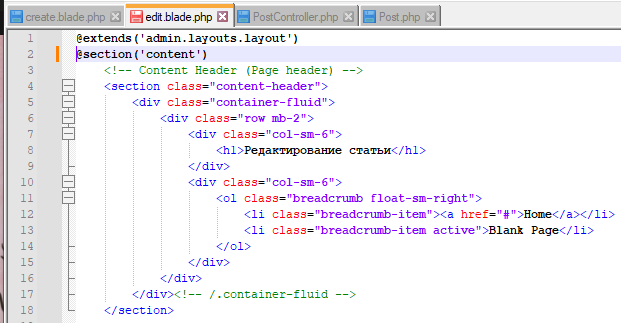 create.blade.php edit.blade.php PostController.php Post.php
1 @extends('admin.layouts.layout')
2 @section('content')
3 <!-- Content Header (Page header) -->
4 <section class="content-header">
5 <div class="container-fluid">
6 <div class="row mb-2">
7 <div class="col-sm-6">
8 <h1>Редактирование статьи</h1>
9 </div>
10 <div class="col-sm-6">
11 <ol class="breadcrumb float-sm-right">
12 <li class="breadcrumb-item"><a href="#">Home</a></li>
13 <li class="breadcrumb-item active">Blank Page</li>
14 </ol>
15 </div>
16 </div>
17 </div><!-- /.container-fluid -->
18 </section>